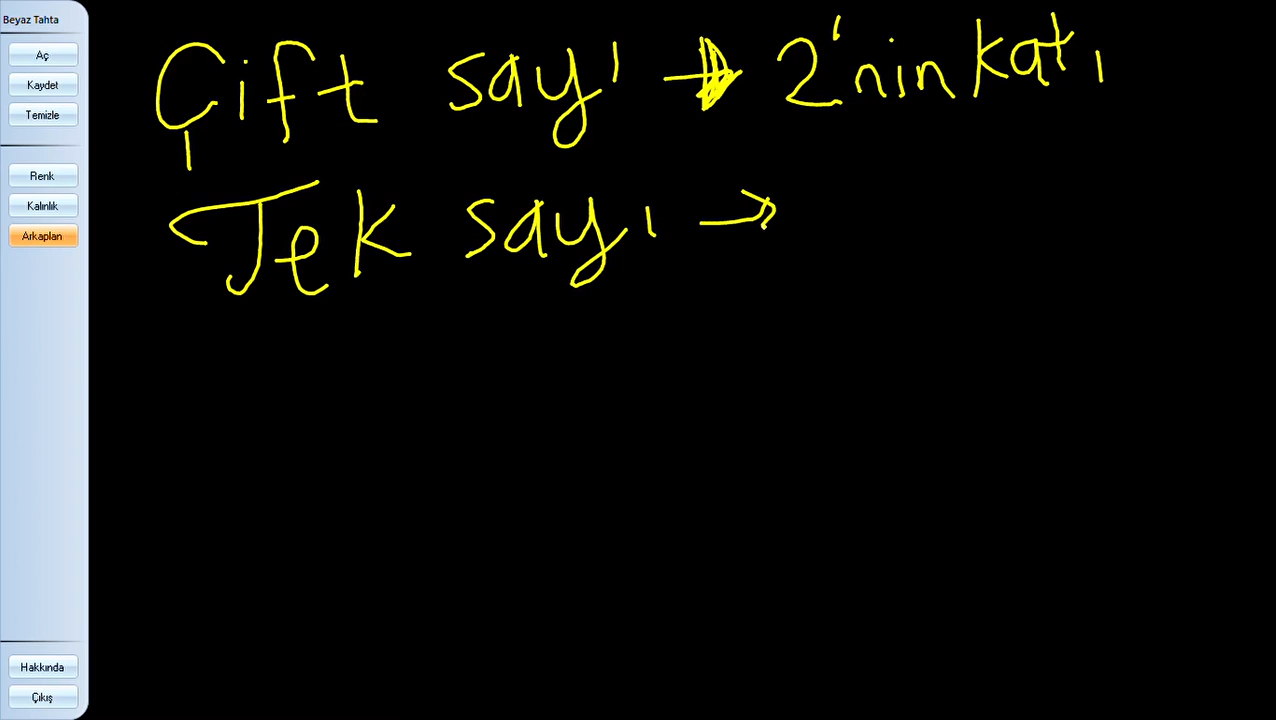 Beyaz Tahta
Aç
Kaydet
Temizle
Renk
Kalınlık
Arkaplan
Hakkında
Çıkış
Çift sayı → 2'nin katı
Tek sayı →